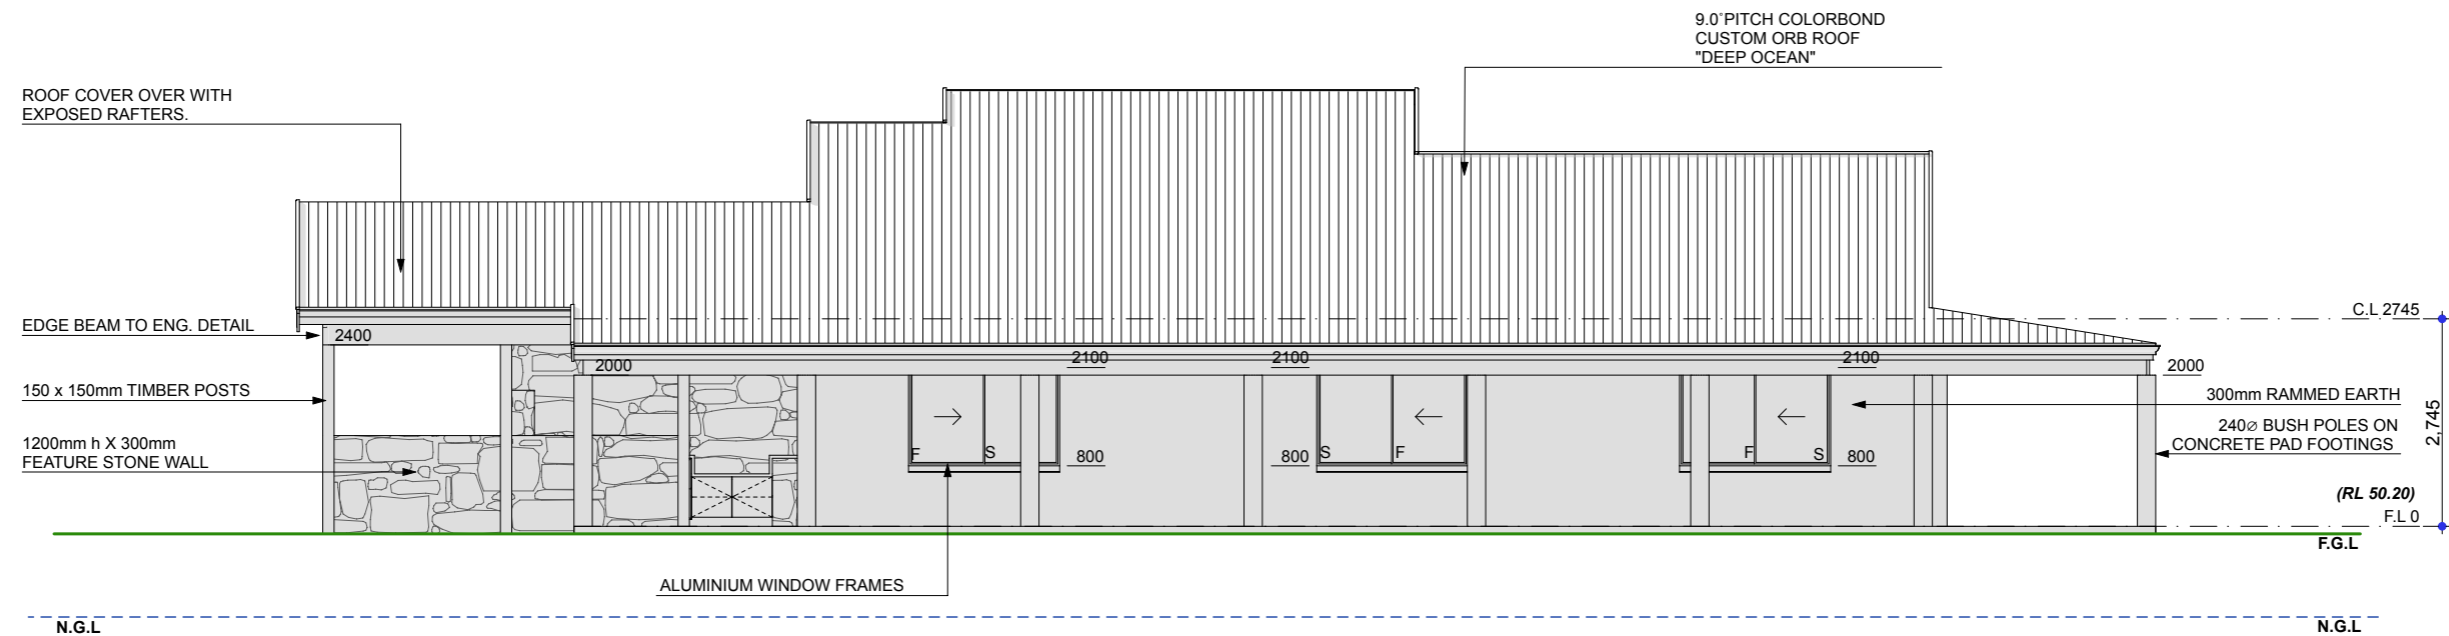 9.0°PITCH COLORBOND
CUSTOM ORB ROOF
"DEEP OCEAN"
ROOF COVER OVER WITH
EXPOSED RAFTERS.
C.L 2745
EDGE BEAM TO ENG. DETAIL
2400
2000
2100
2100
2100
2000
150 x 150mm TIMBER POSTS
300mm RAMMED EARTH
240⌀ BUSH POLES ON
CONCRETE PAD FOOTINGS
2,745
1200mm h X 300mm
FEATURE STONE WALL
F
S
800
800
S
F
F
S
800
(RL 50.20)
F.L 0
F.G.L
ALUMINIUM WINDOW FRAMES
N.G.L
N.G.L